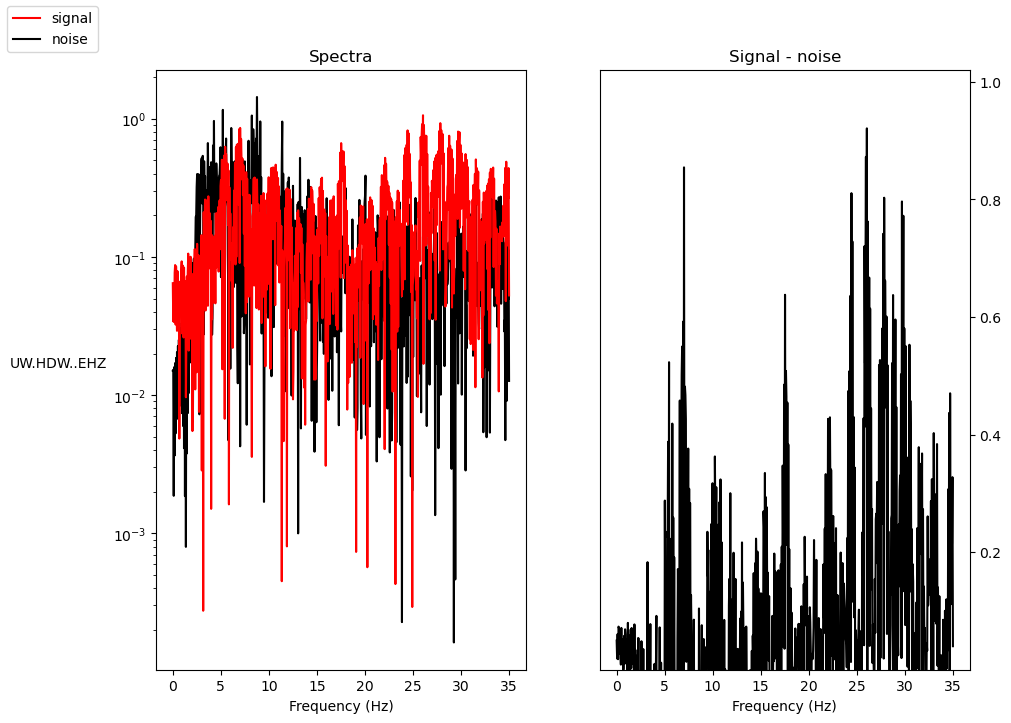 signal
noise
Spectra
Signal - noise
10⁰
10⁻¹
10⁻²
10⁻³
UW.HDW..EHZ
1.0
0.8
0.6
0.4
0.2
0 5 10 15 20 25 30 35
0 5 10 15 20 25 30 35
Frequency (Hz)
Frequency (Hz)